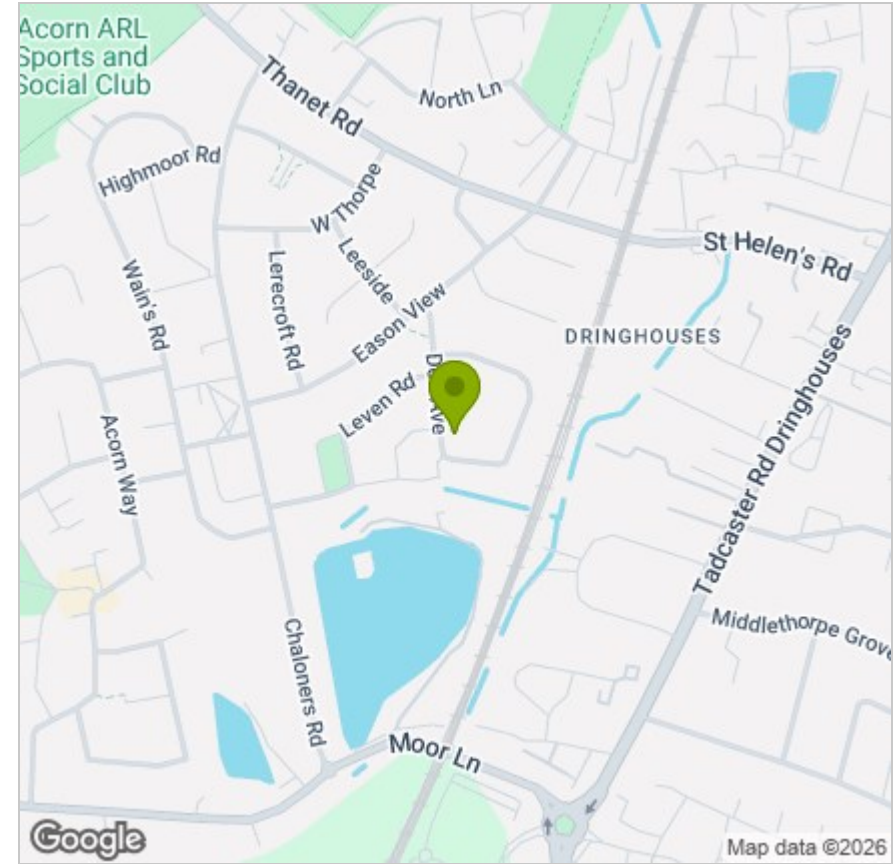 Acorn ARL
Sports and
Social Club
Thanet Rd
North Ln
Highmoor Rd
W Thorpe
St Helen's Rd
Leeside
Lerecroft Rd
Wain's Rd
Eason View
DRINGHOUSES
Leven Rd
Ave
Acorn Way
Tadcaster Rd Dringhouses
Middlethorpe Grove
Chaloners Rd
Moor Ln
Google
Map data ©2026